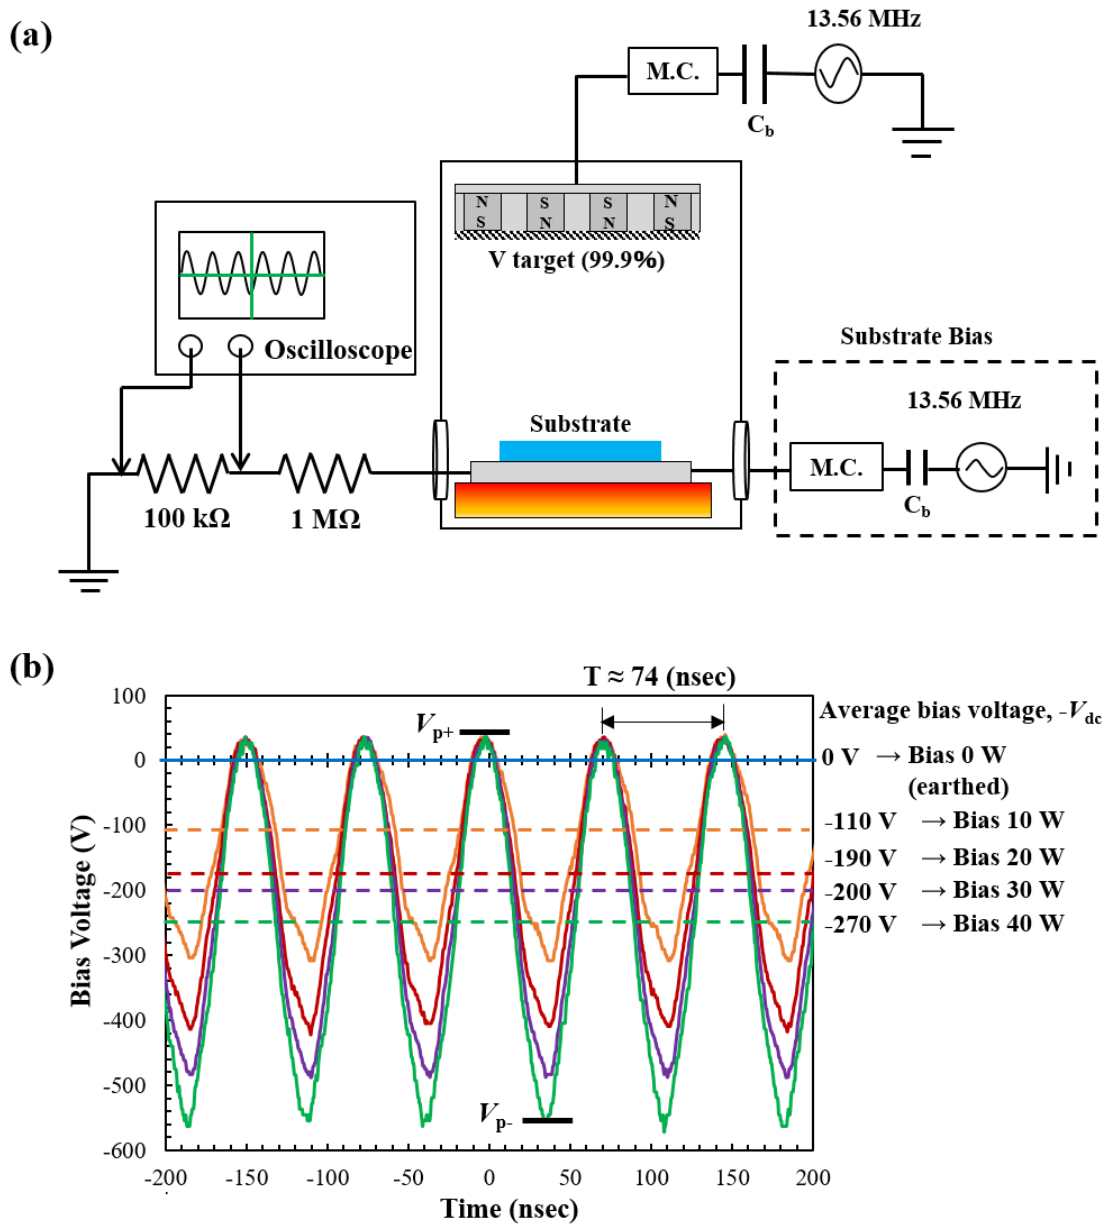 (a)
13.56 MHz
M.C.
C_b
N S S N
S N N S
V target (99.9%)
Oscilloscope
Substrate Bias
13.56 MHz
Substrate
M.C.
C_b
100 kΩ
1 MΩ
(b)
T ≈ 74 (nsec)
Average bias voltage, -V_dc
V_p+
0 V → Bias 0 W
(earthed)
-110 V → Bias 10 W
-190 V → Bias 20 W
-200 V → Bias 30 W
-270 V → Bias 40 W
V_p-
100
0
-100
-200
-300
-400
-500
-600
Bias Voltage (V)
-200 -150 -100 -50 0 50 100 150 200
Time (nsec)